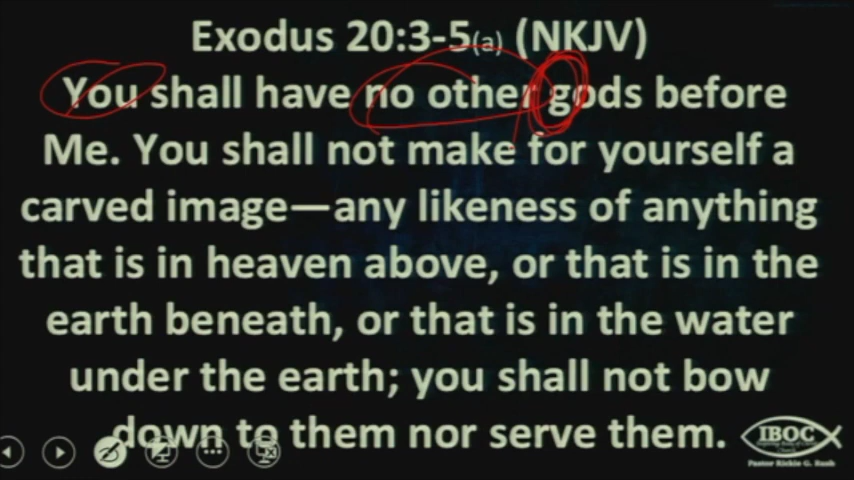 Exodus 20:3-5(a) (NKJV)
You shall have no other gods before
Me. You shall not make for yourself a
carved image—any likeness of anything
that is in heaven above, or that is in the
earth beneath, or that is in the water
under the earth; you shall not bow
down to them nor serve them.
IBOC
Pastor Rickie G. Rush